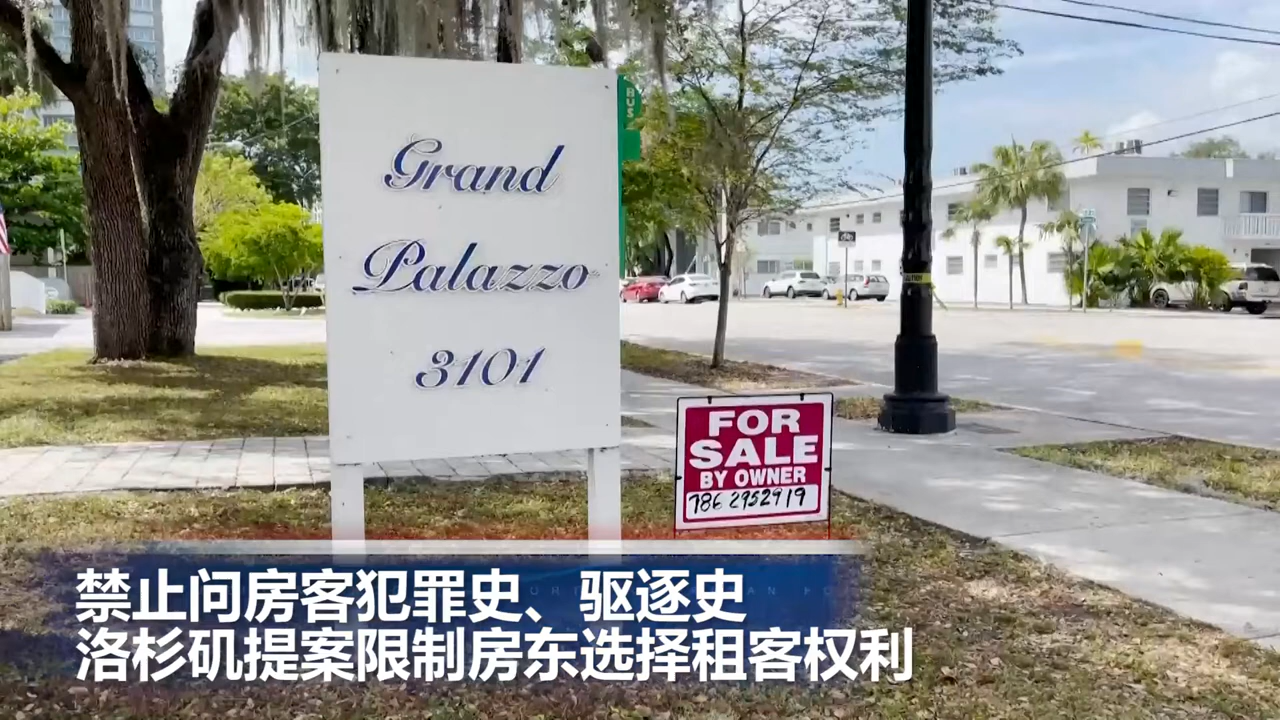 Grand
Palazzo
3101
BUS
FOR
SALE
BY OWNER
786 2952919
禁止问房客犯罪史、驱逐史
洛杉矶提案限制房东选择租客权利